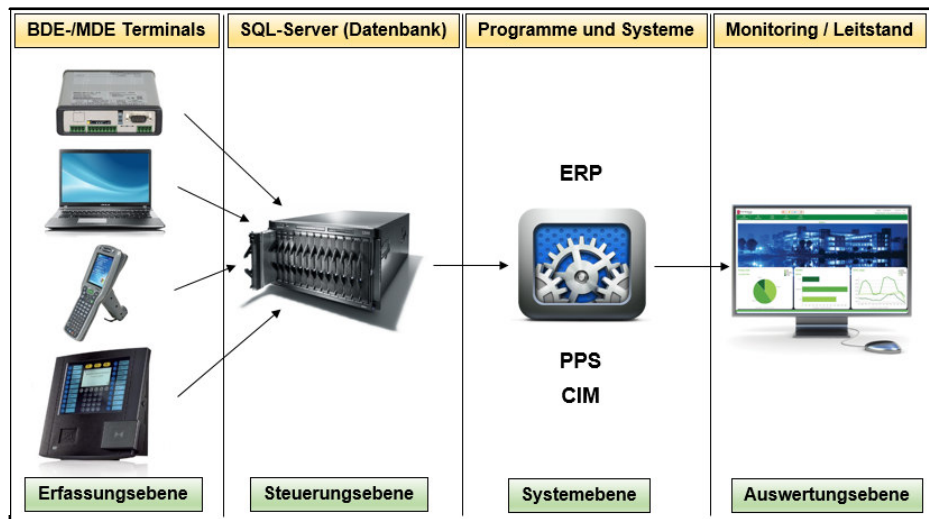 BDE-/MDE Terminals
SQL-Server (Datenbank)
Programme und Systeme
Monitoring / Leitstand
ERP
PPS
CIM
Erfassungsebene
Steuerungsebene
Systemebene
Auswertungsebene